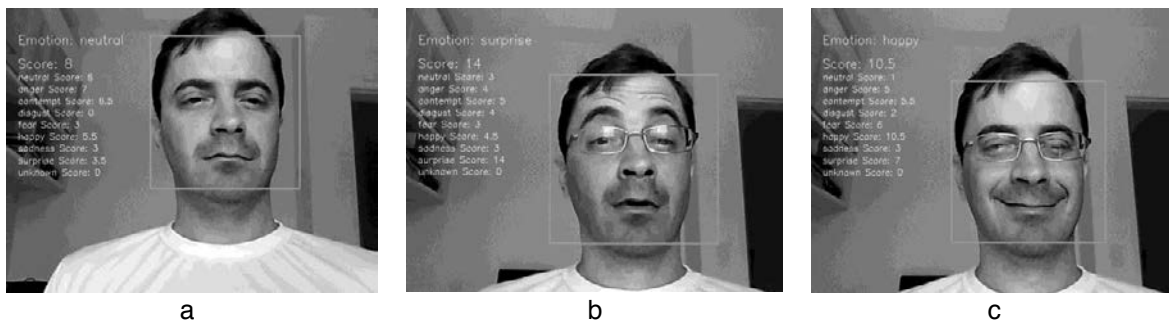 Emotion: neutral
Score: 8
neutral Score: 8
anger Score: 7
contempt Score: 6.5
disgust Score: 0
fear Score: 3
happy Score: 5.5
sadness Score: 3
surprise Score: 3.5
unknown Score: 0
a
Emotion: surprise
Score: 14
neutral Score: 3
anger Score: 4
contempt Score: 5
disgust Score: 4
fear Score: 3
happy Score: 4.5
sadness Score: 3
surprise Score: 14
unknown Score: 0
b
Emotion: happy
Score: 10.5
neutral Score: 1
anger Score: 5
contempt Score: 5.5
disgust Score: 2
fear Score: 6
happy Score: 10.5
sadness Score: 3
surprise Score: 7
unknown Score: 0
c